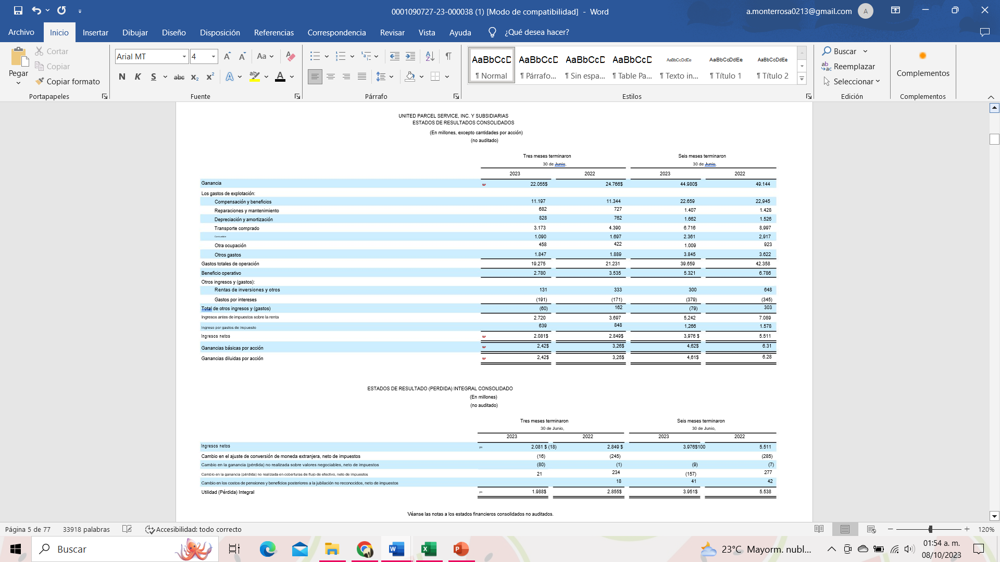 0001090727-23-000038 (1) [Modo de compatibilidad] - Word
a.monterrosa0213@gmail.com A
Archivo Inicio Insertar Dibujar Diseño Disposición Referencias Correspondencia Revisar Vista Ayuda ¿Qué desea hacer?
Pegar Cortar
Copiar
Copiar formato
Portapapeles
Arial MT 4
N K S abc x₂ x²
Fuente
Párrafo
AaBbCcD AaBbCcD AaBbCcD AaBbCcD AaBbCcDdEe AaBbCcDdEe AaBbCcDdEe
¶ Normal ¶ Párrafo... ¶ Sin espa... ¶ Table Pa... ¶ Texto in... ¶ Título 1 ¶ Título 2
Estilos
Buscar
Reemplazar
Seleccionar
Edición
Complementos
Complementos
UNITED PARCEL SERVICE, INC. Y SUBSIDIARIAS
ESTADOS DE RESULTADOS CONSOLIDADOS
(En millones, excepto cantidades por acción)
(no auditado)
Tres meses terminaron Seis meses terminaron
30 de Junio, 30 de Junio,
2023 2022 2023 2022
Ganancia 22.055$ 24.766$ 44.980$ 49.144
Los gastos de explotación:
Compensación y beneficios 11.197 11.344 22.659 22,945
Reparaciones y mantenimiento 682 727 1.407 1.428
Depreciación y amortización 828 762 1.662 1.526
Transporte comprado 3.173 4.390 6.716 8,997
1.090 1.697 2.361 2,917
Otra ocupación 458 422 1.009 923
Otros gastos 1.847 1.889 3.845 3.622
Gastos totales de operación 19.275 21.231 39.659 42.358
Beneficio operativo 2.780 3.535 5.321 6.786
Otros ingresos y (gastos):
Rentas de inversiones y otros 131 333 300 648
Gastos por intereses (191) (171) (379) (345)
Total de otros ingresos y (gastos) (60) 162 (79) 303
Ingresos antes de impuestos sobre la renta 2.720 3.697 5,242 7.089
Ingreso por gastos de impuesto 639 848 1,266 1.578
Ingresos netos 2.081$ 2.849$ 3,976 $ 5.511
Ganancias básicas por acción 2,42$ 3,26$ 4,62$ 6.31
Ganancias diluidas por acción 2,42$ 3,25$ 4,61$ 6.28
ESTADOS DE RESULTADO (PERDIDA) INTEGRAL CONSOLIDADO
(En millones)
(no auditado)
Tres meses terminaron Seis meses terminaron
30 de Junio, 30 de Junio,
2023 2022 2023 2022
Ingresos netos 2.081 $ (18) 2.849 $ 3.976$100 5.511
Cambio en el ajuste de conversión de moneda extranjera, neto de impuestos (16) (245) (285)
Cambio en la ganancia (pérdida) no realizada sobre valores negociables, neto de impuestos (80) (1) (9) (7)
Cambio en la ganancia (pérdida) no realizada en coberturas de flujo de efectivo, neto de impuestos 21 234 (157) 277
Cambio en los costos de pensiones y beneficios posteriores a la jubilación no reconocidos, neto de impuestos 18 41 42
Utilidad (Pérdida) Integral 1.988$ 2.855$ 3.951$ 5.538
Véanse las notas a los estados financieros consolidados no auditados.
Página 5 de 77 33918 palabras Accesibilidad: todo correcto 120%
Buscar
23°C Mayorm. nubl...
01:54 a. m.
08/10/2023